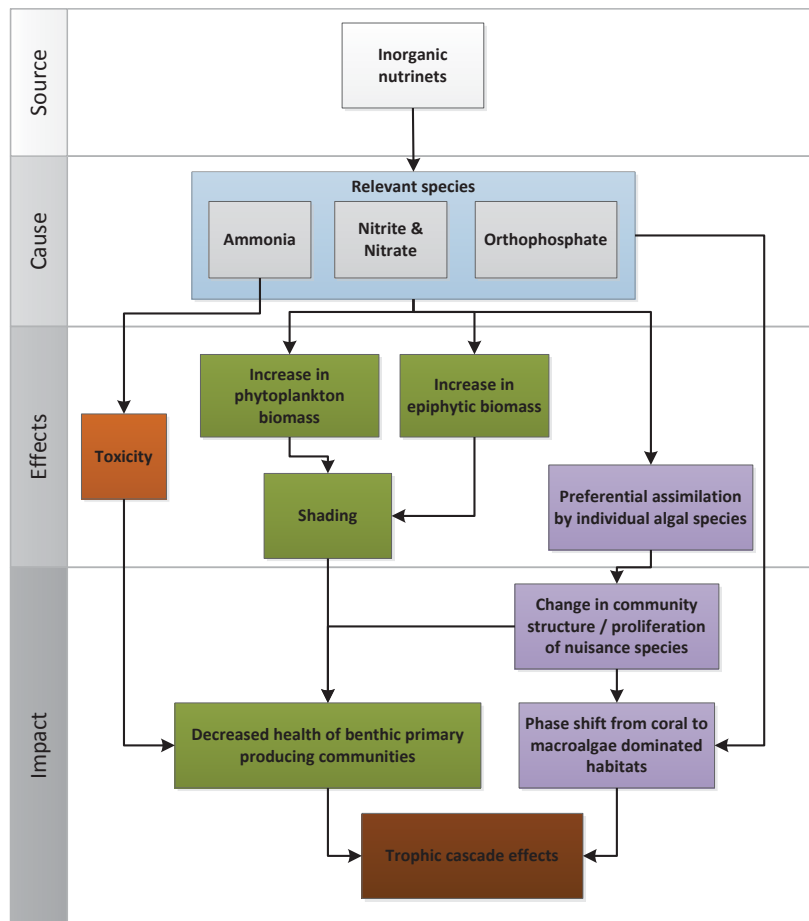 Source
Inorganic
nutrinets
Cause
Relevant species
Ammonia
Nitrite &
Nitrate
Orthophosphate
Effects
Increase in
phytoplankton
biomass
Increase in
epiphytic biomass
Toxicity
Shading
Preferential assimilation
by individual algal species
Impact
Change in community
structure / proliferation
of nuisance species
Decreased health of benthic primary
producing communities
Phase shift from coral to
macroalgae dominated
habitats
Trophic cascade effects